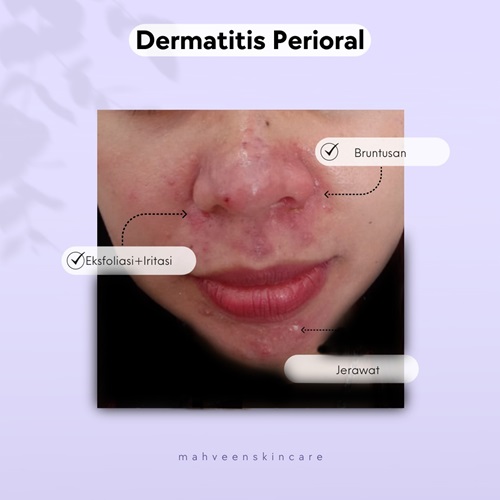 Dermatitis Perioral
Bruntusan
Eksfoliasi+Iritasi
Jerawat
mahveenskincare